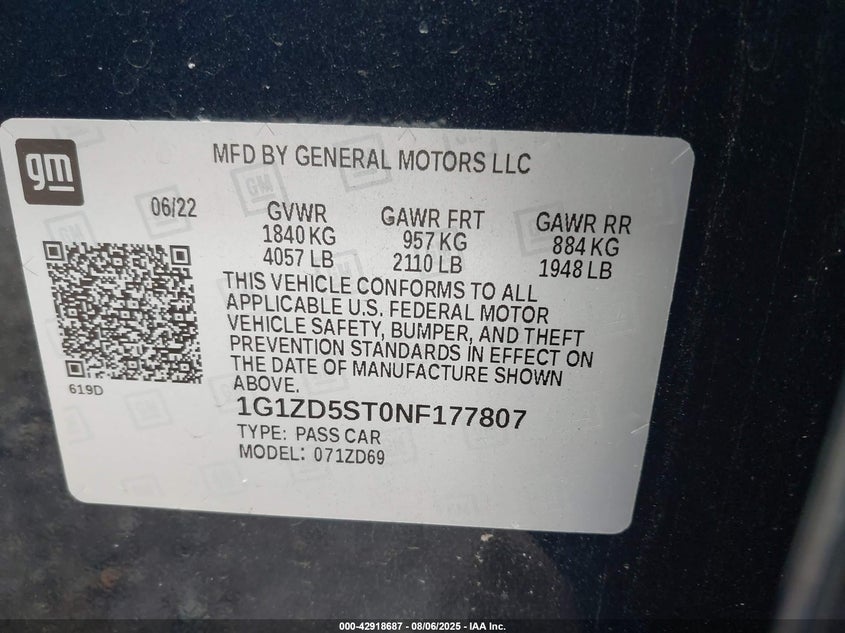 gm
MFD BY GENERAL MOTORS LLC
06/22
GVWR
1840 KG
4057 LB
GAWR FRT
957 KG
2110 LB
GAWR RR
884 KG
1948 LB
THIS VEHICLE CONFORMS TO ALL
APPLICABLE U.S. FEDERAL MOTOR
VEHICLE SAFETY, BUMPER, AND THEFT
PREVENTION STANDARDS IN EFFECT ON
THE DATE OF MANUFACTURE SHOWN
ABOVE.
619D
1G1ZD5ST0NF177807
TYPE: PASS CAR
MODEL: 071ZD69
000-42918687 - 08/06/2025 - IAA Inc.